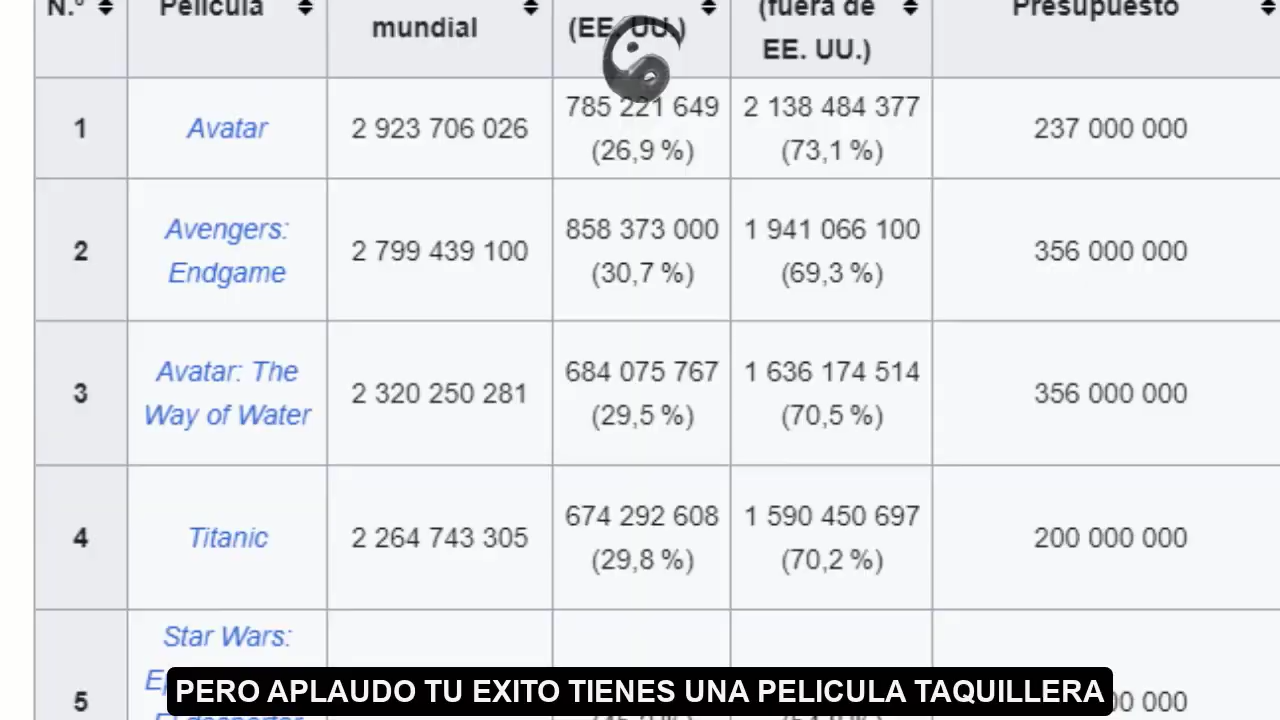 N.º Película mundial (EE. UU.) (fuera de EE. UU.) Presupuesto
1 Avatar 2 923 706 026 785 221 649 (26,9 %) 2 138 484 377 (73,1 %) 237 000 000
2 Avengers: Endgame 2 799 439 100 858 373 000 (30,7 %) 1 941 066 100 (69,3 %) 356 000 000
3 Avatar: The Way of Water 2 320 250 281 684 075 767 (29,5 %) 1 636 174 514 (70,5 %) 356 000 000
4 Titanic 2 264 743 305 674 292 608 (29,8 %) 1 590 450 697 (70,2 %) 200 000 000
5 Star Wars:
PERO APLAUDO TU EXITO TIENES UNA PELICULA TAQUILLERA